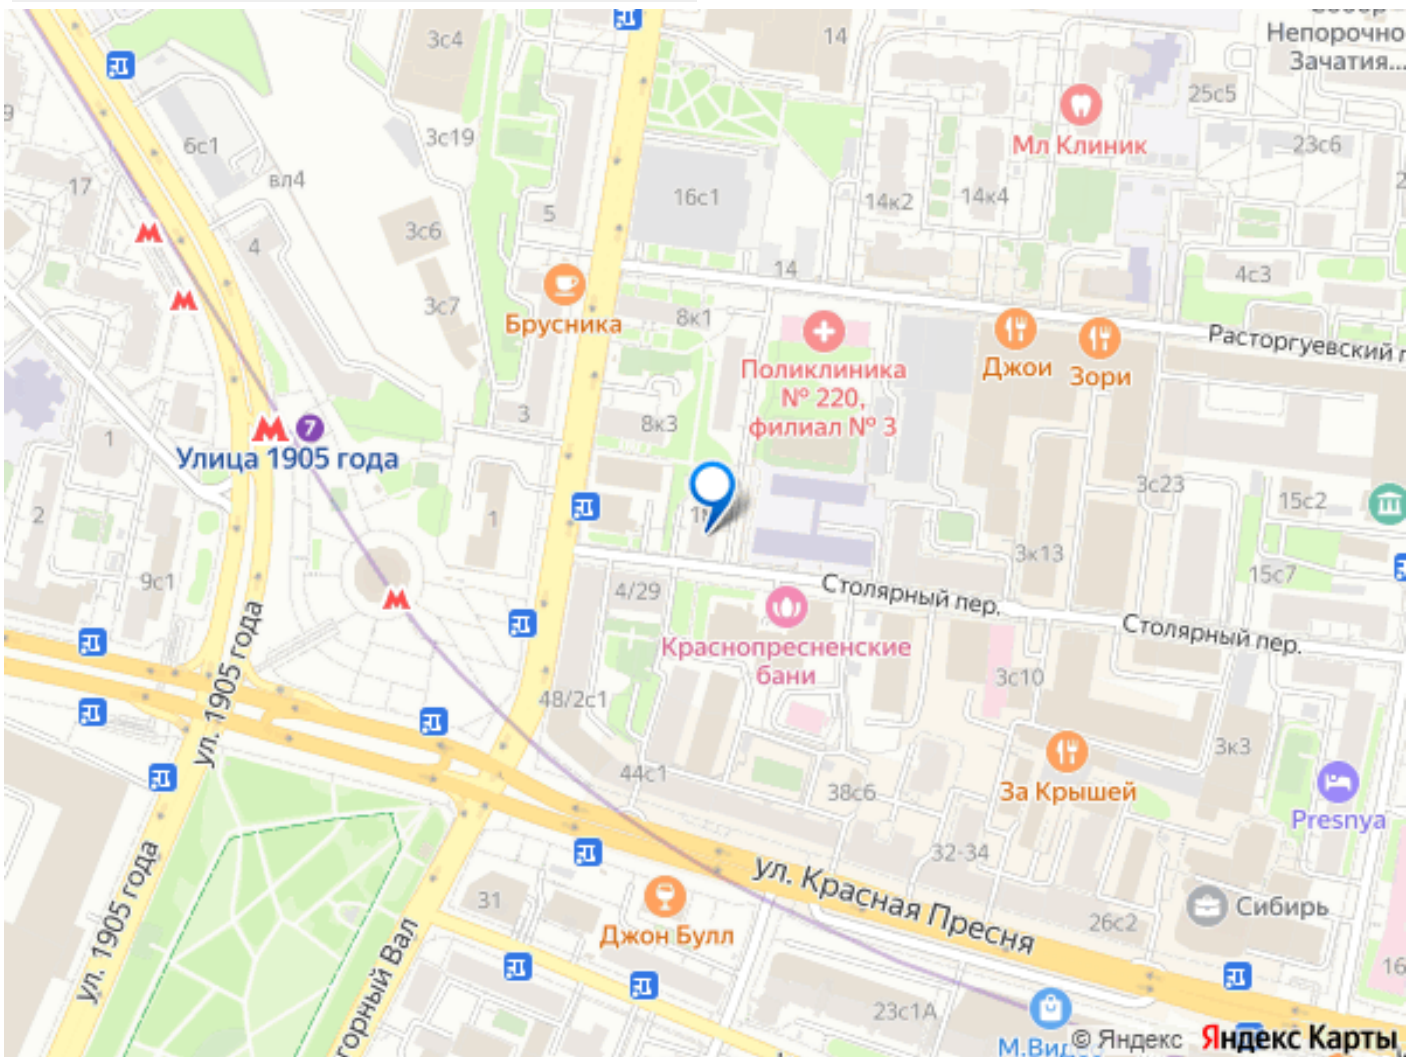 Непорочно
Зачатия...
3с4
14
25с5
Мл Клиник
3с19
6с1
23с6
вл4
17
16с1
14к2
14к4
5
3с6
4
14
4с3
3с7
Брусника
8к1
Расторгуевский
Джои
Зори
Поликлиника
№ 220,
филиал № 3
3
8к3
7
1
Улица 1905 года
3с23
15с2
2
1
3к13
9с1
15с7
4/29
Столярный пер.
Столярный пер.
Краснопресненские
бани
3с10
48/2с1
ул. 1905 года
3к3
44с1
38с6
За Крышей
Presnya
32-34
ул. Красная Пресня
31
26с2
Сибирь
Джон Булл
ул. 1905 года
горный Вал
16
23с1А
М.Видео
© Яндекс Яндекс Карты